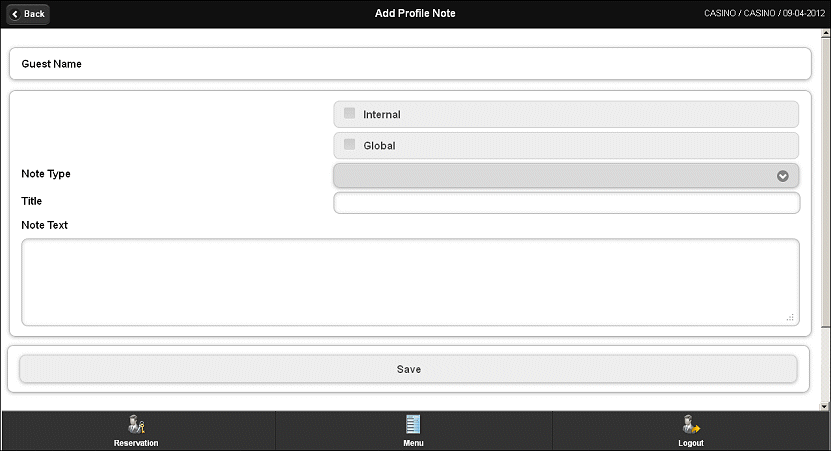 Back
Add Profile Note
CASINO / CASINO / 09-04-2012
Guest Name
Internal
Global
Note Type
Title
Note Text
Save
Reservation
Menu
Logout